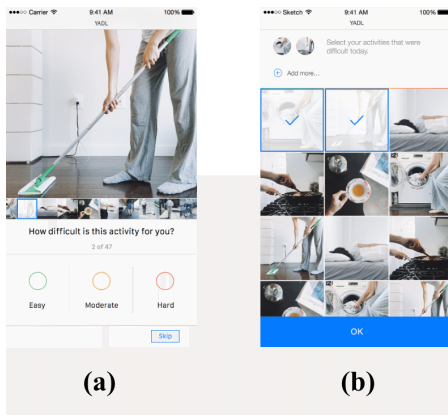 ●●●○○ Carrier 9:41 AM 100%
YADL
How difficult is this activity for you?
2 of 47
Easy Moderate Hard
Skip
(a)
●●●○○ Sketch 9:41 AM 100%
YADL
Select your activities that were
difficult today.
Add more...
OK
(b)